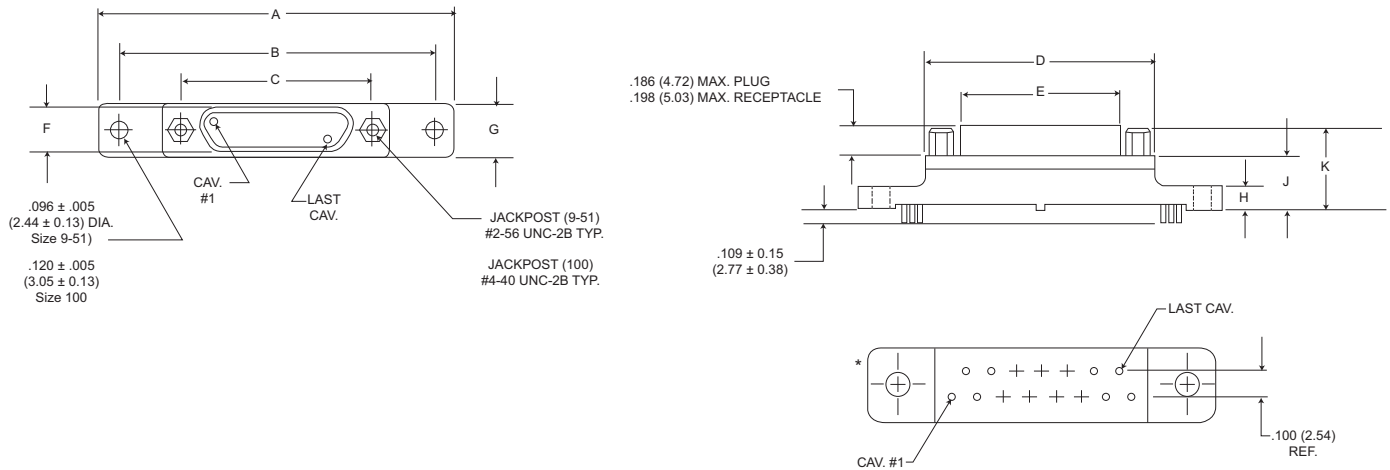 A
B
C
F
G
CAV.
#1
LAST
CAV.
.096 ± .005
(2.44 ± 0.13) DIA.
Size 9-51)
.120 ± .005
(3.05 ± 0.13)
Size 100
JACKPOST (9-51)
#2-56 UNC-2B TYP.
JACKPOST (100)
#4-40 UNC-2B TYP.
D
.186 (4.72) MAX. PLUG
.198 (5.03) MAX. RECEPTACLE
E
K
J
H
.109 ± 0.15
(2.77 ± 0.38)
LAST CAV.
*
.100 (2.54)
REF.
CAV. #1